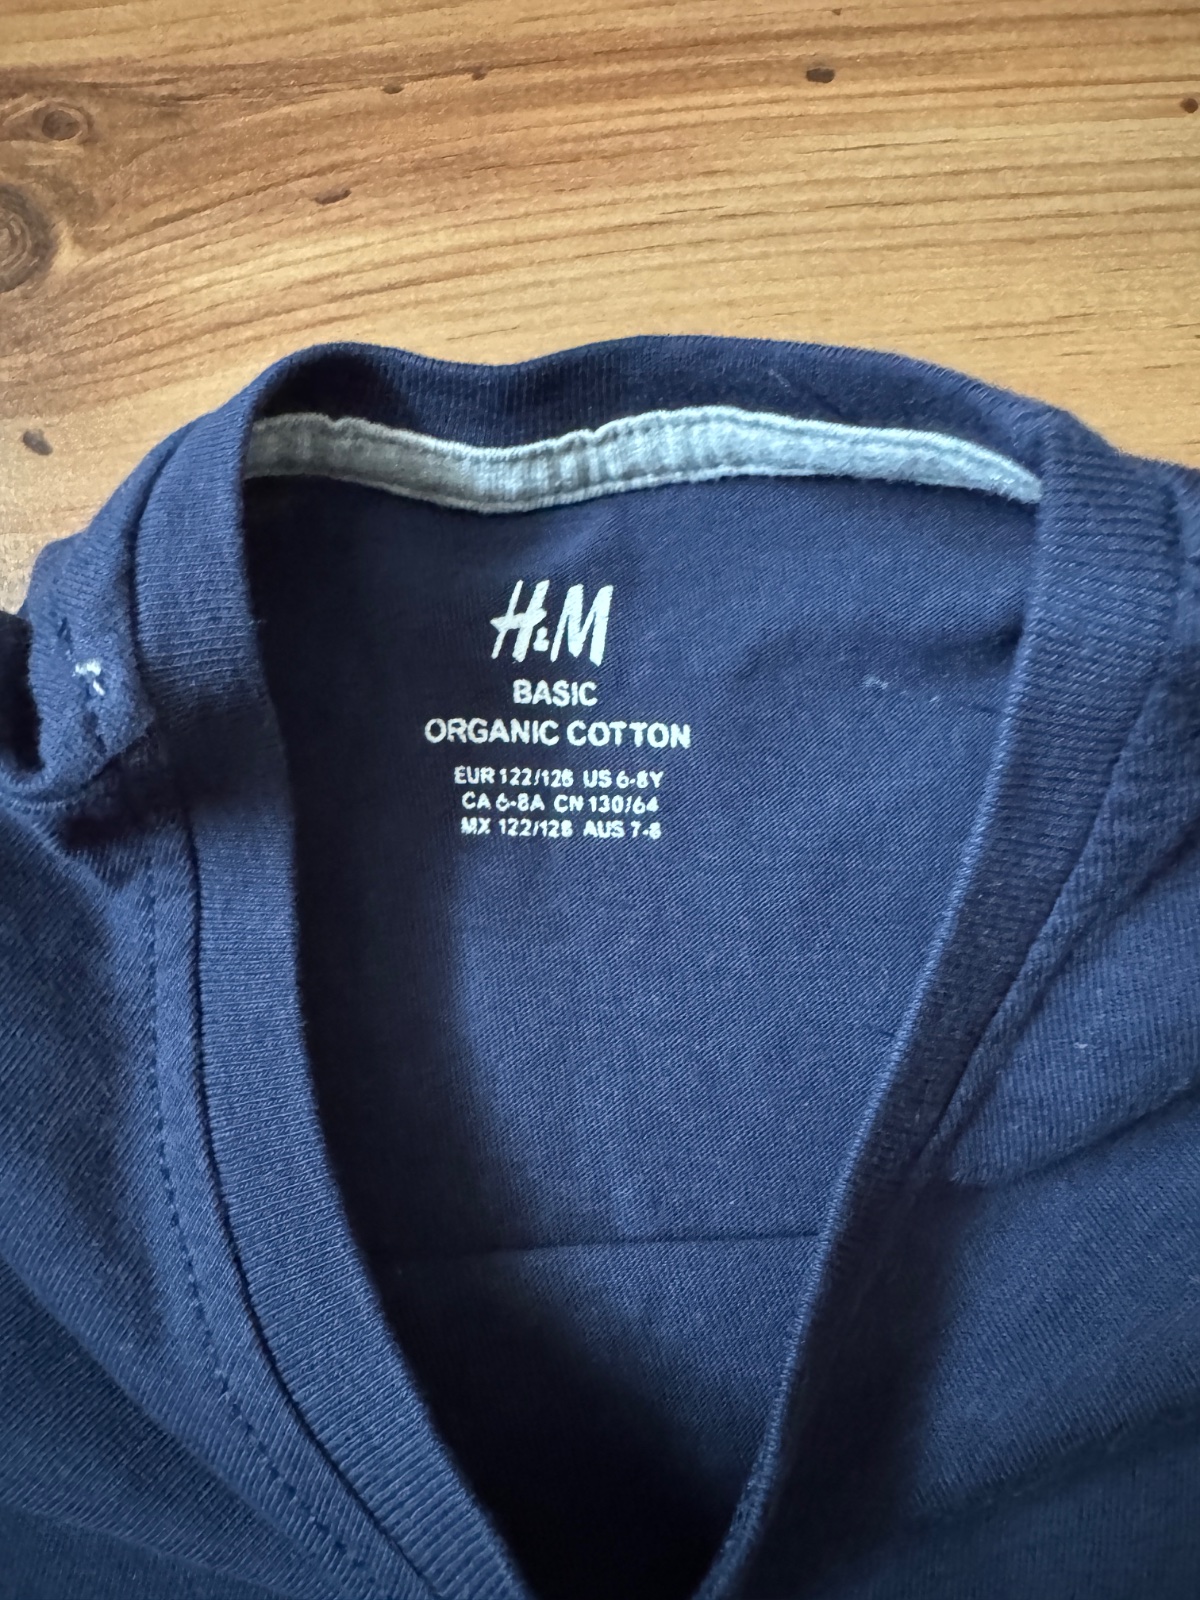 H&M
BASIC
ORGANIC COTTON
EUR 122/128 US 6-8Y
CA 6-8A CN 130/64
MX 122/128 AUS 7-8